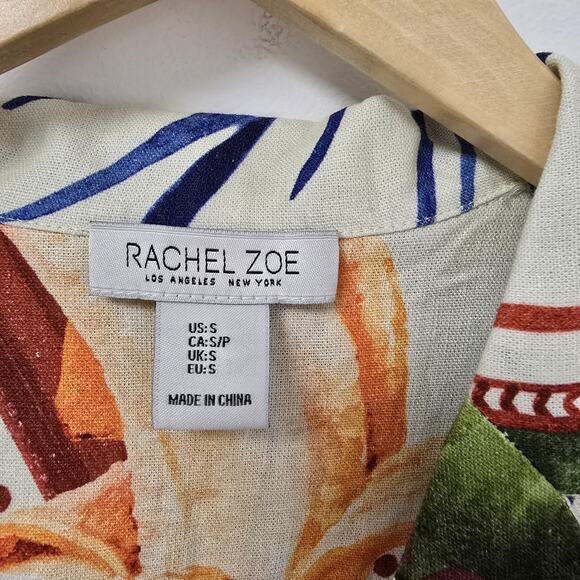 RACHEL ZOE
LOS ANGELES NEW YORK
US:S
CA:S/P
UK:S
EU:S
MADE IN CHINA